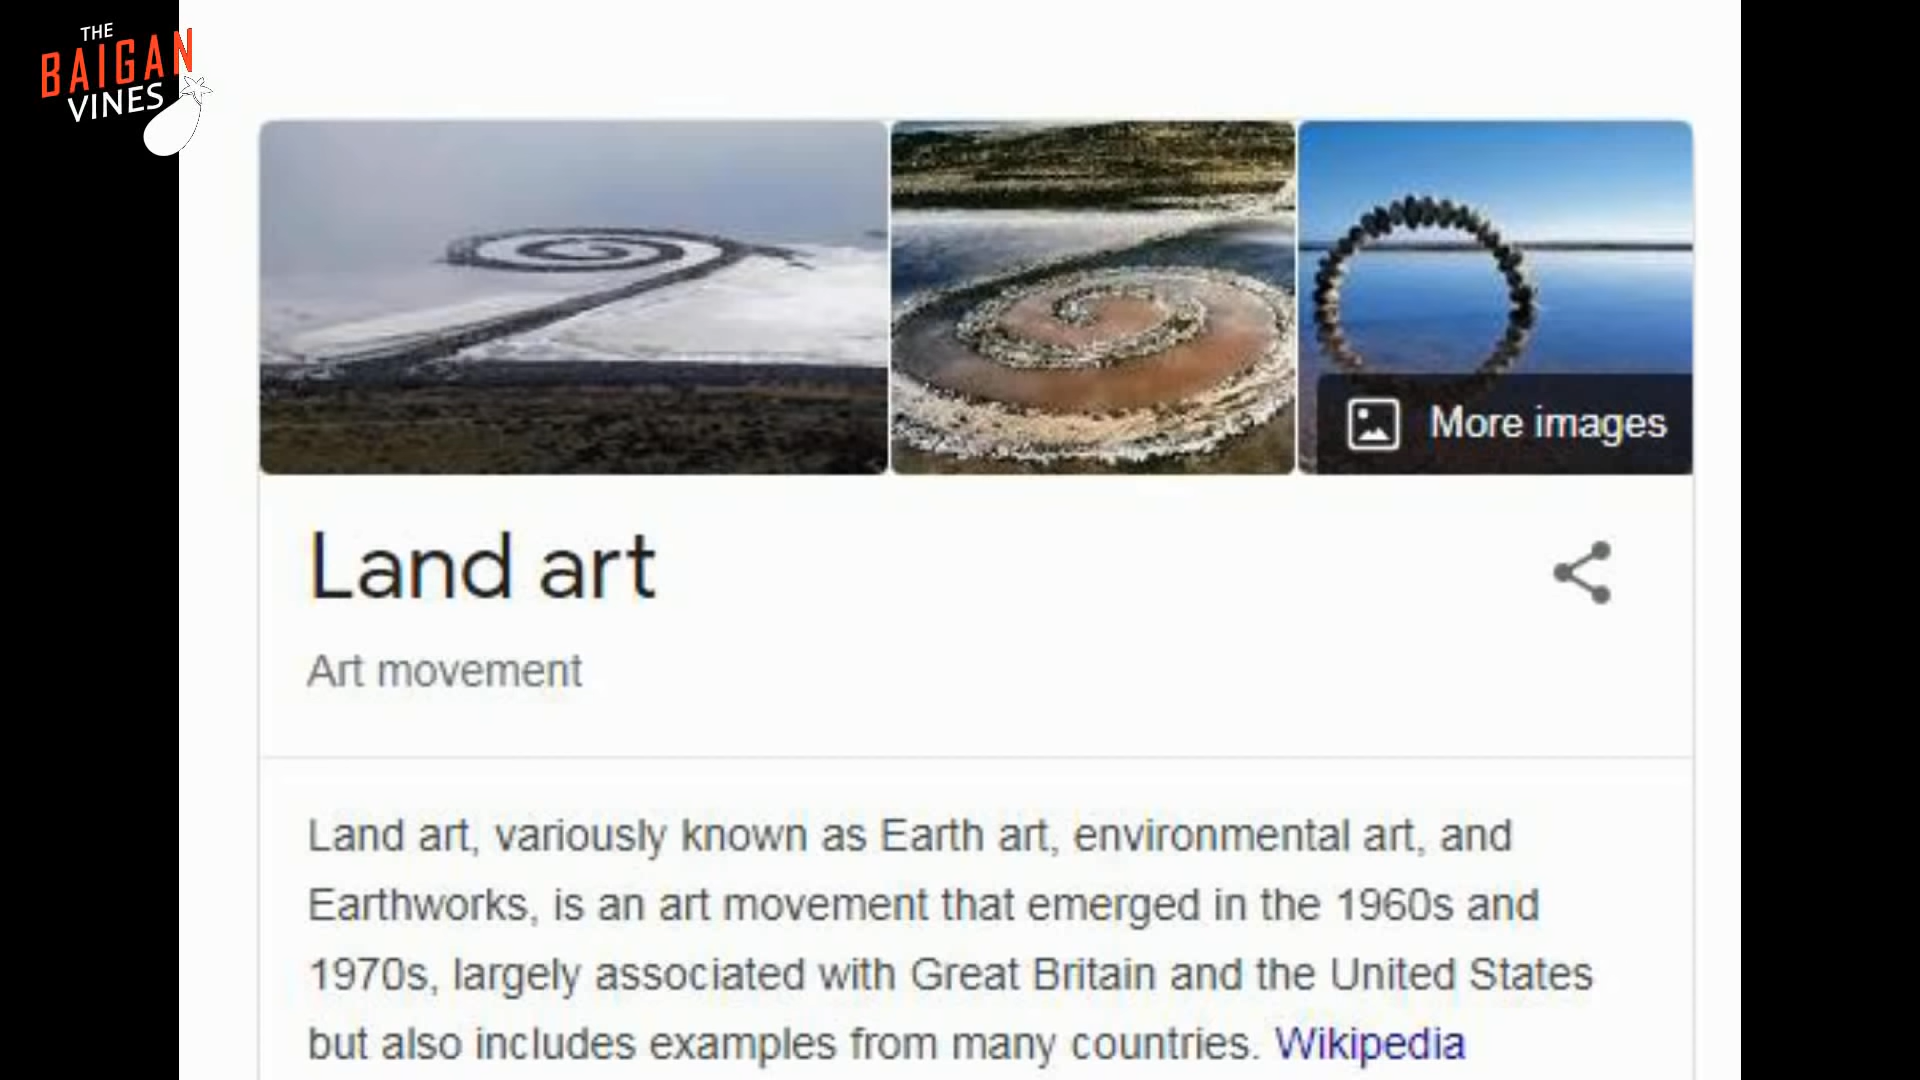 THE
BAIGAN
VINES
More images
Land art
Art movement
Land art, variously known as Earth art, environmental art, and
Earthworks, is an art movement that emerged in the 1960s and
1970s, largely associated with Great Britain and the United States
but also includes examples from many countries. Wikipedia